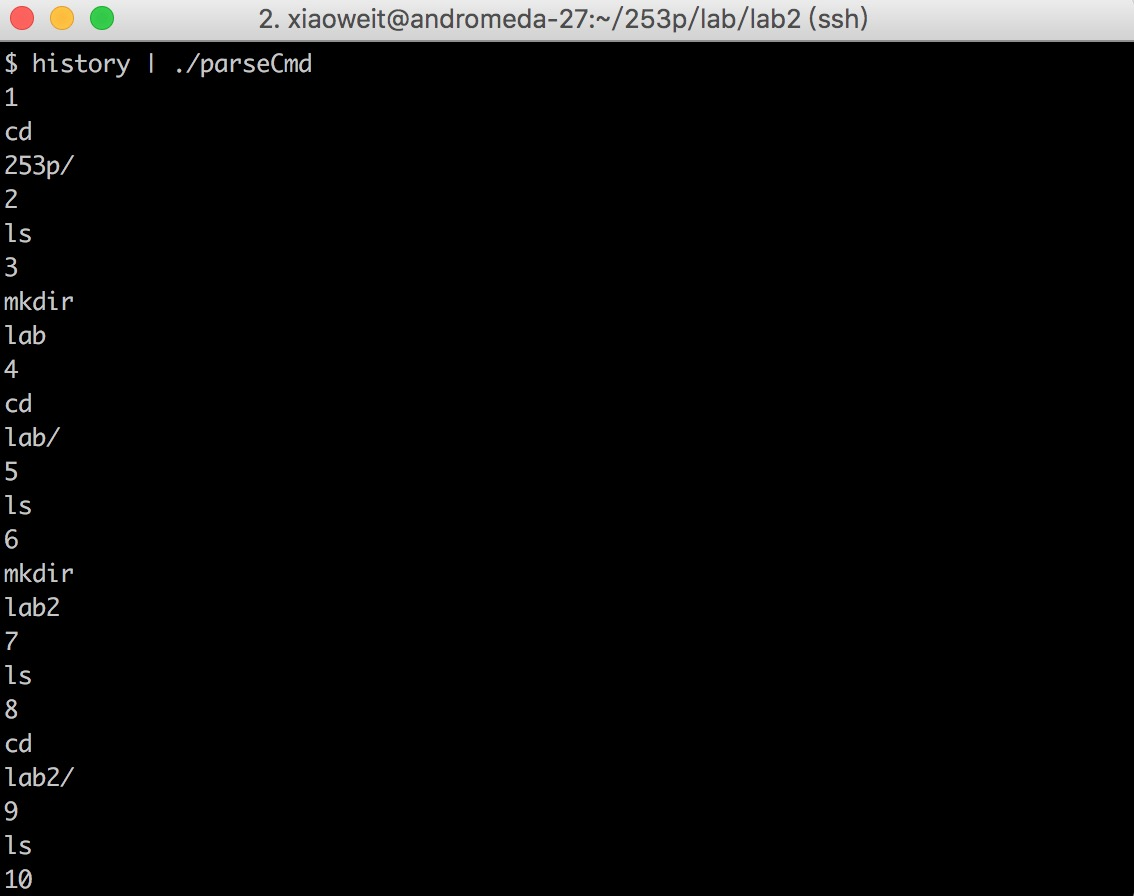 2. xiaoweit@andromeda-27:~/253p/lab/lab2 (ssh)
$ history | ./parseCmd
1
cd
253p/
2
ls
3
mkdir
lab
4
cd
lab/
5
ls
6
mkdir
lab2
7
ls
8
cd
lab2/
9
ls
10